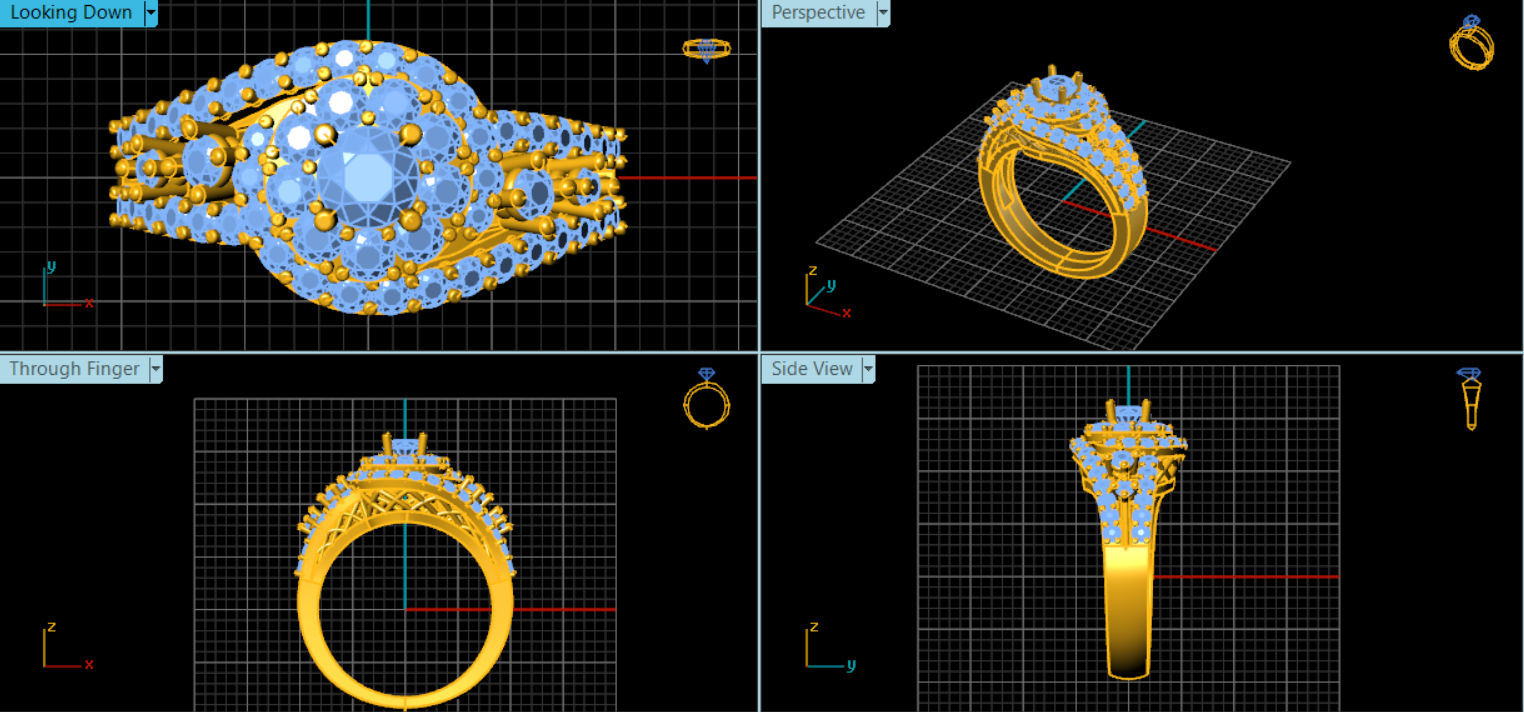 Looking Down
Perspective
y
x
z
y
x
Through Finger
Side View
z
x
z
y